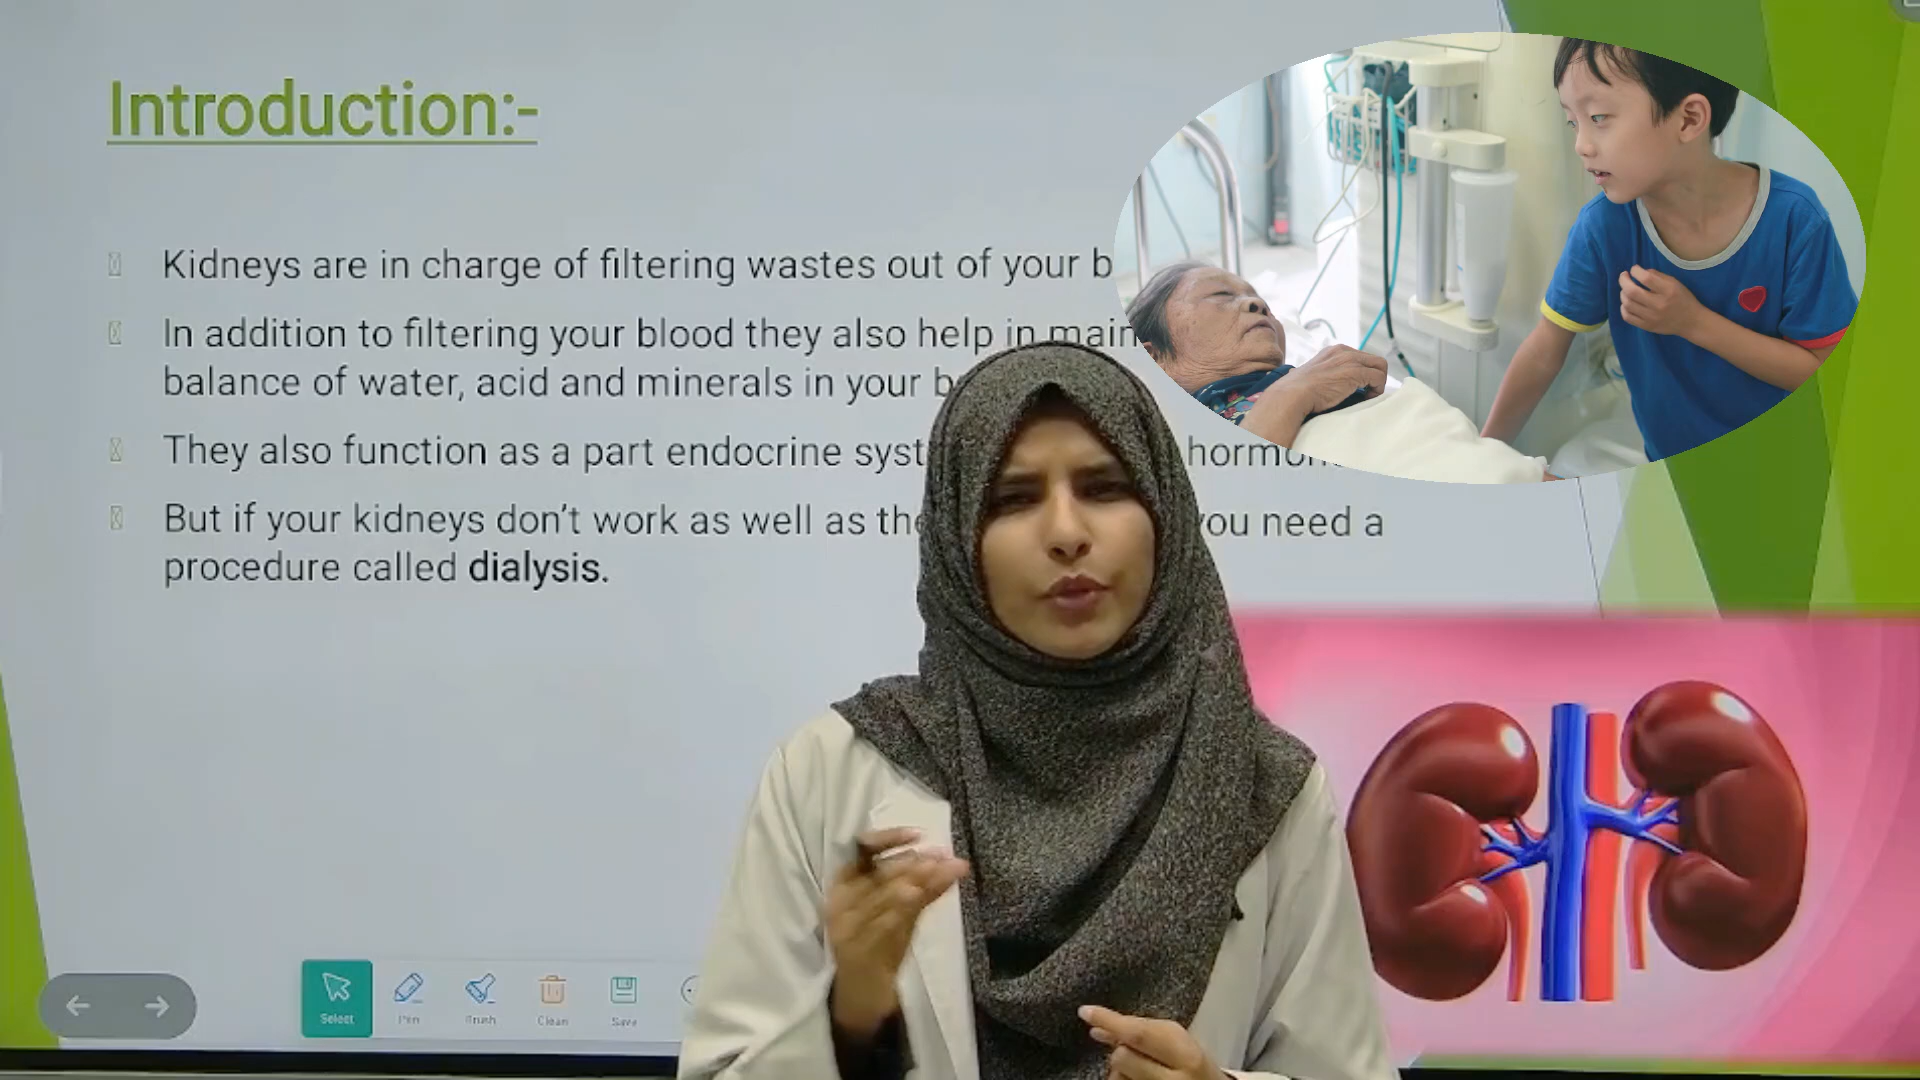 Introduction:-
Kidneys are in charge of filtering wastes out of your b
In addition to filtering your blood they also help in main
balance of water, acid and minerals in your b
They also function as a part endocrine syst hormon
But if your kidneys don't work as well as the ou need a
procedure called dialysis.
Select Pen Brush Clean Save